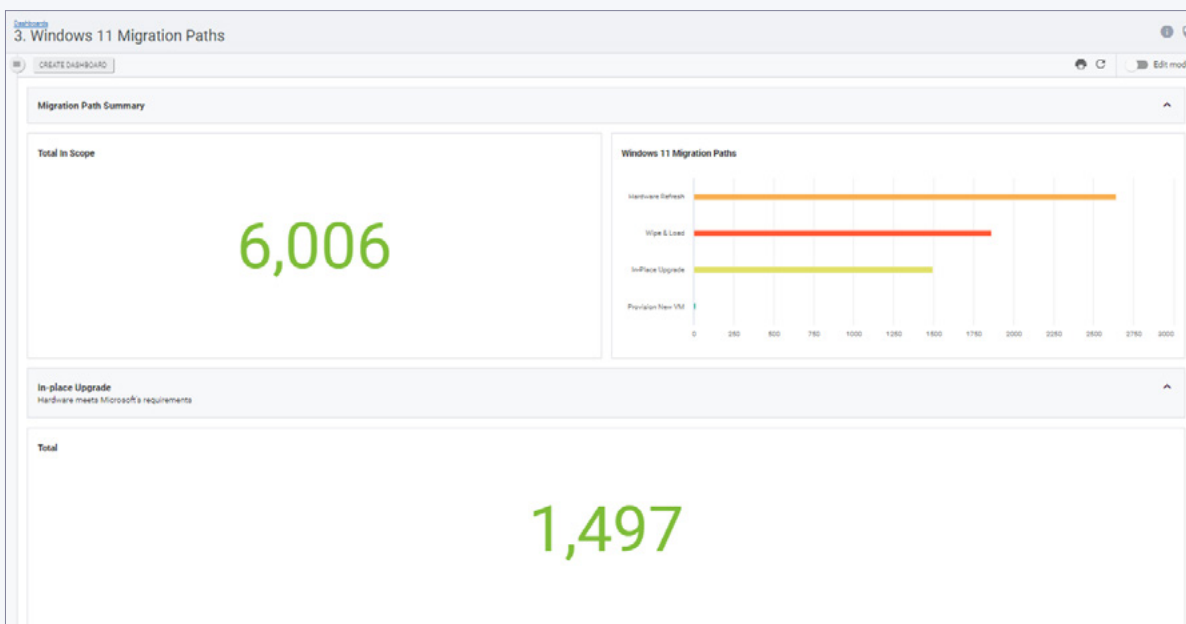 Dashboards
3. Windows 11 Migration Paths
CREATE DASHBOARD
Edit mod
Migration Path Summary
Total In Scope
6,006
Windows 11 Migration Paths
Hardware Refresh
Wipe & Load
In-Place Upgrade
Provision New VM
0 250 500 750 1000 1250 1500 1750 2000 2250 2500 2750 3000
In-place Upgrade
Hardware meets Microsoft's requirements
Total
1,497